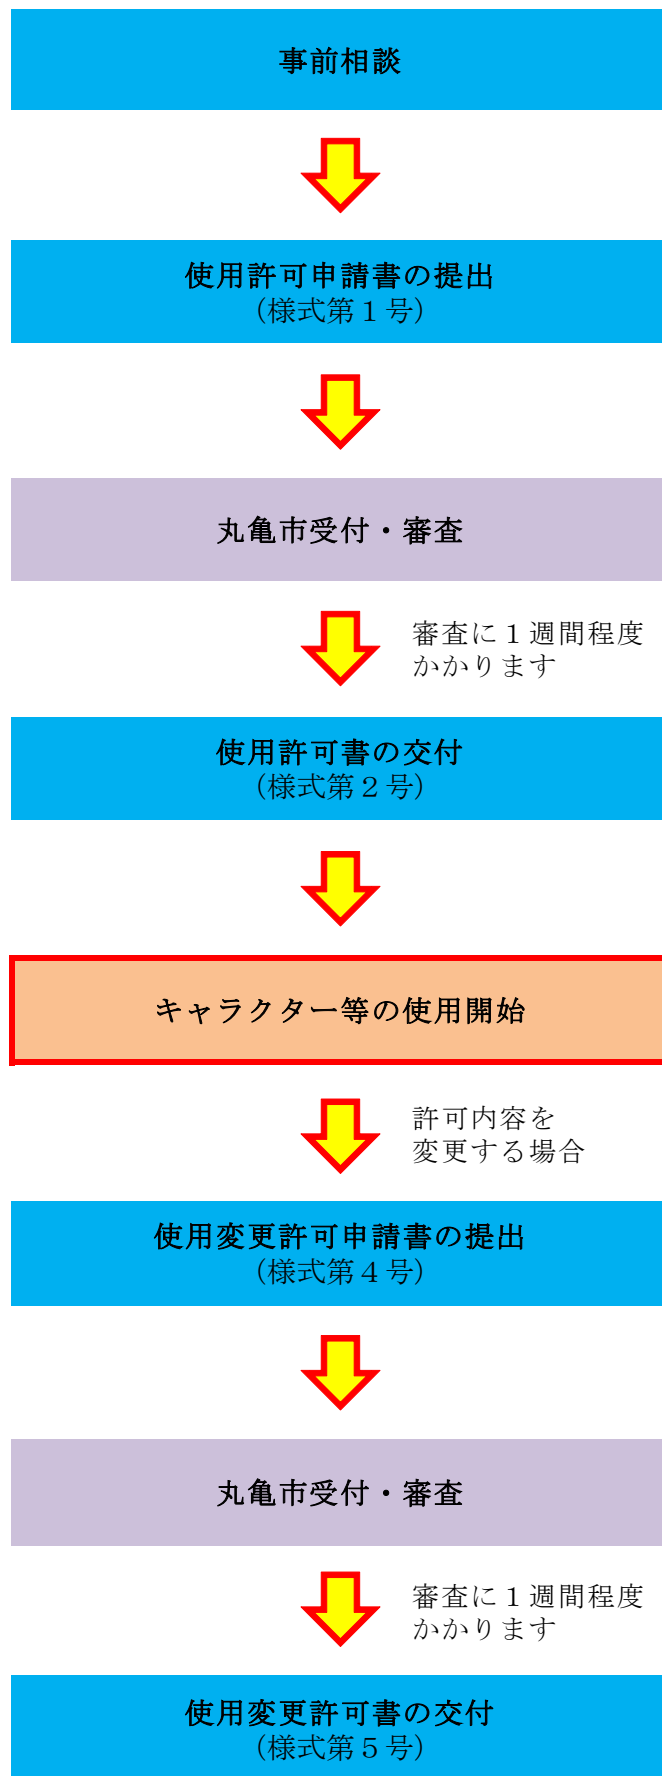 事前相談
使用許可申請書の提出
（様式第１号）
丸亀市受付・審査
審査に１週間程度
かかります
使用許可書の交付
（様式第２号）
キャラクター等の使用開始
許可内容を
変更する場合
使用変更許可申請書の提出
（様式第４号）
丸亀市受付・審査
審査に１週間程度
かかります
使用変更許可書の交付
（様式第５号）